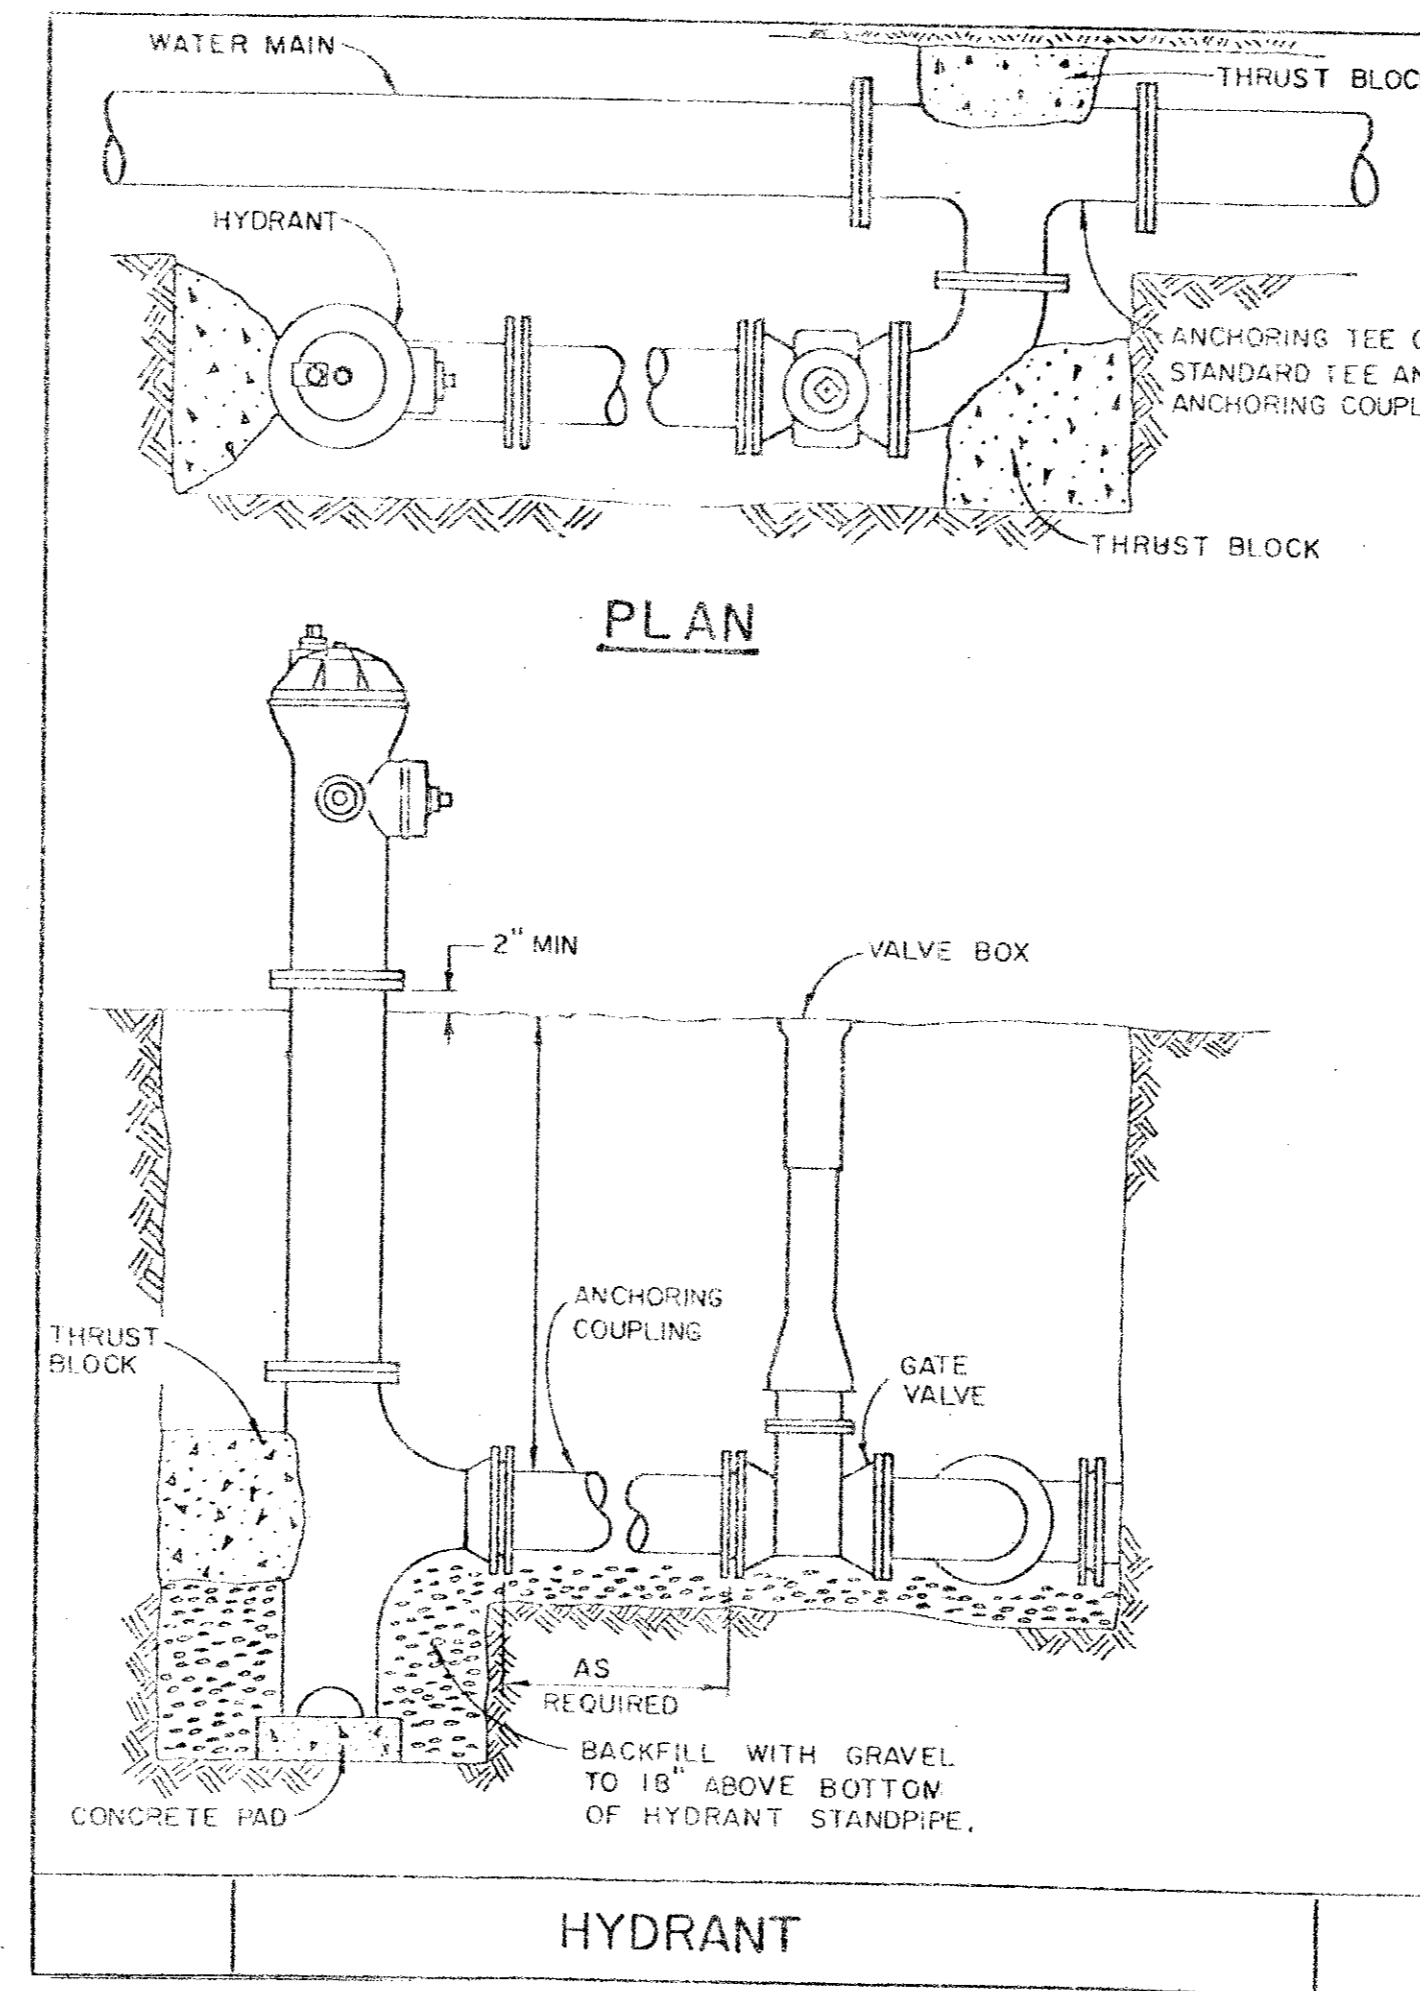 WATER MAIN
THRUST BLOC
HYDRANT
ANCHORING TEE
STANDARD TEE AN
ANCHORING COUPL
THRUST BLOCK
PLAN
2" MIN
VALVE BOX
ANCHORING
COUPLING
THRUST
BLOCK
GATE
VALVE
AS
REQUIRED
BACKFILL WITH GRAVEL
TO 18" ABOVE BOTTOM
OF HYDRANT STANDPIPE.
CONCRETE PAD
HYDRANT